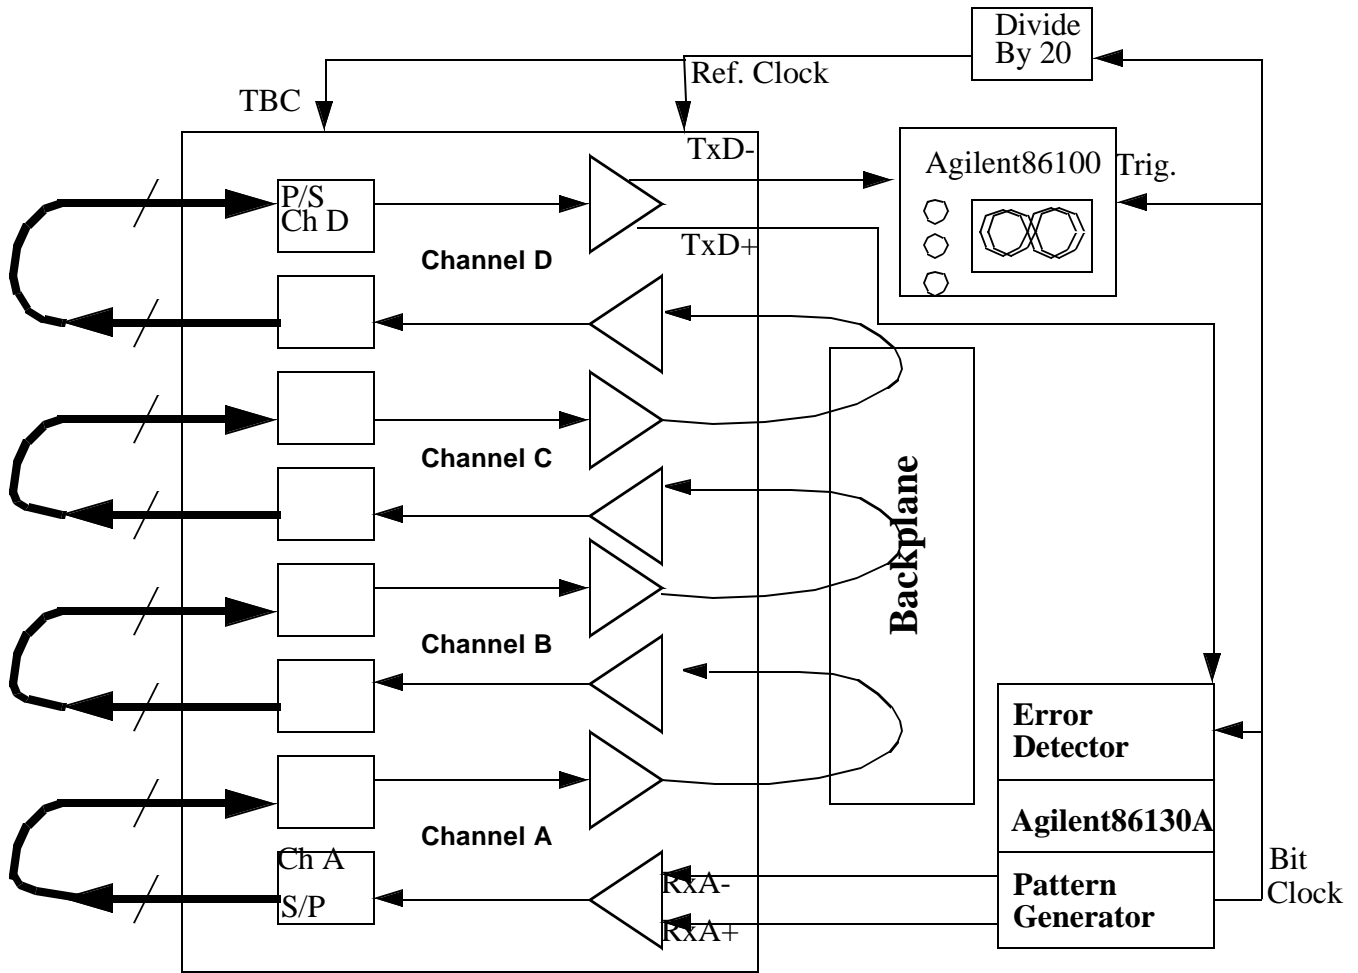 Divide
By 20
Ref. Clock
TBC
TxD-
Agilent86100
Trig.
P/S
Ch D
TxD+
Channel D
Channel C
Backplane
Channel B
Error
Detector
Agilent86130A
Channel A
Ch A
S/P
RxA-
RxA+
Pattern
Generator
Bit
Clock